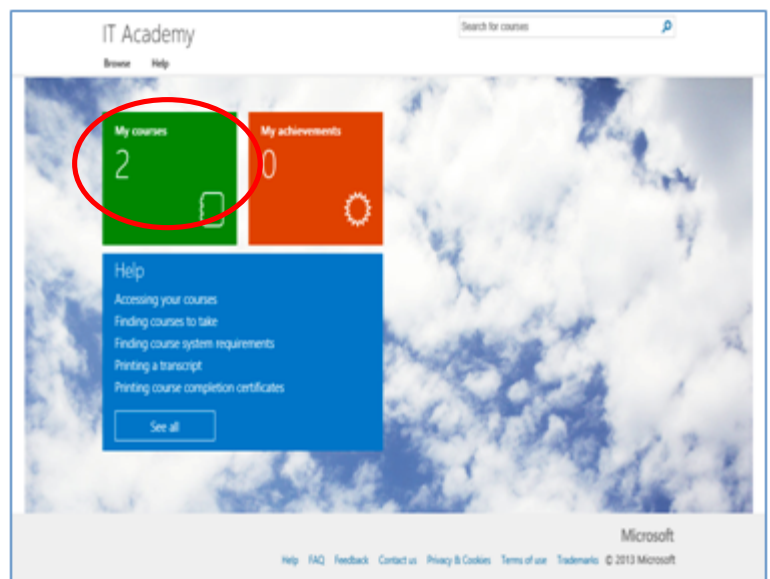 IT Academy
Search for courses
Browse Help
My courses
2
My achievements
0
Help
Accessing your courses
Finding courses to take
Finding course system requirements
Printing a transcript
Printing course completion certificates
See all
Microsoft
Help FAQ Feedback Contact us Privacy & Cookies Terms of use Trademarks © 2013 Microsoft